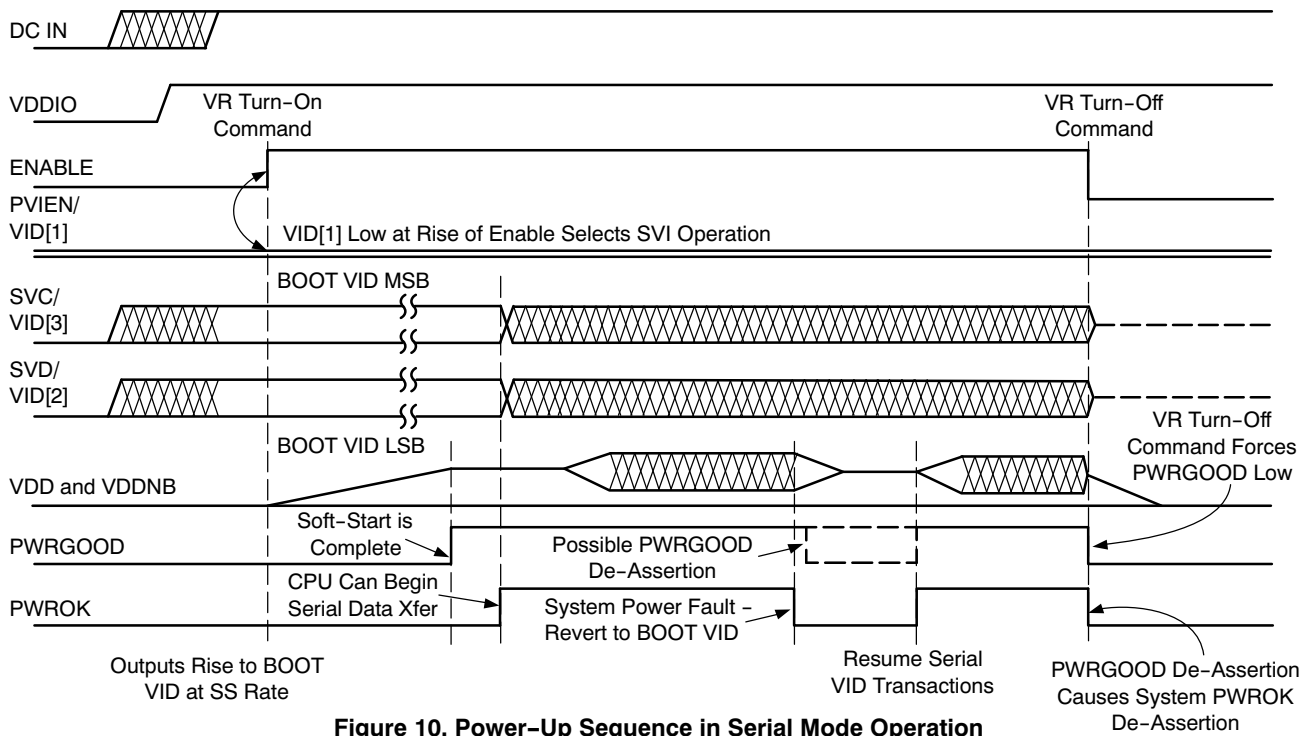 DC IN
VDDIO
VR Turn-On
Command
VR Turn-Off
Command
ENABLE
PVIEN/
VID[1]
VID[1] Low at Rise of Enable Selects SVI Operation
BOOT VID MSB
SVC/
VID[3]
SVD/
VID[2]
BOOT VID LSB
VR Turn-Off
Command Forces
PWRGOOD Low
VDD and VDDNB
Soft-Start is
Complete
PWRGOOD
Possible PWRGOOD
De-Assertion
CPU Can Begin
Serial Data Xfer
PWROK
System Power Fault -
Revert to BOOT VID
Outputs Rise to BOOT
VID at SS Rate
Resume Serial
VID Transactions
PWRGOOD De-Assertion
Causes System PWROK
De-Assertion
Figure 10. Power-Up Sequence in Serial Mode Operation